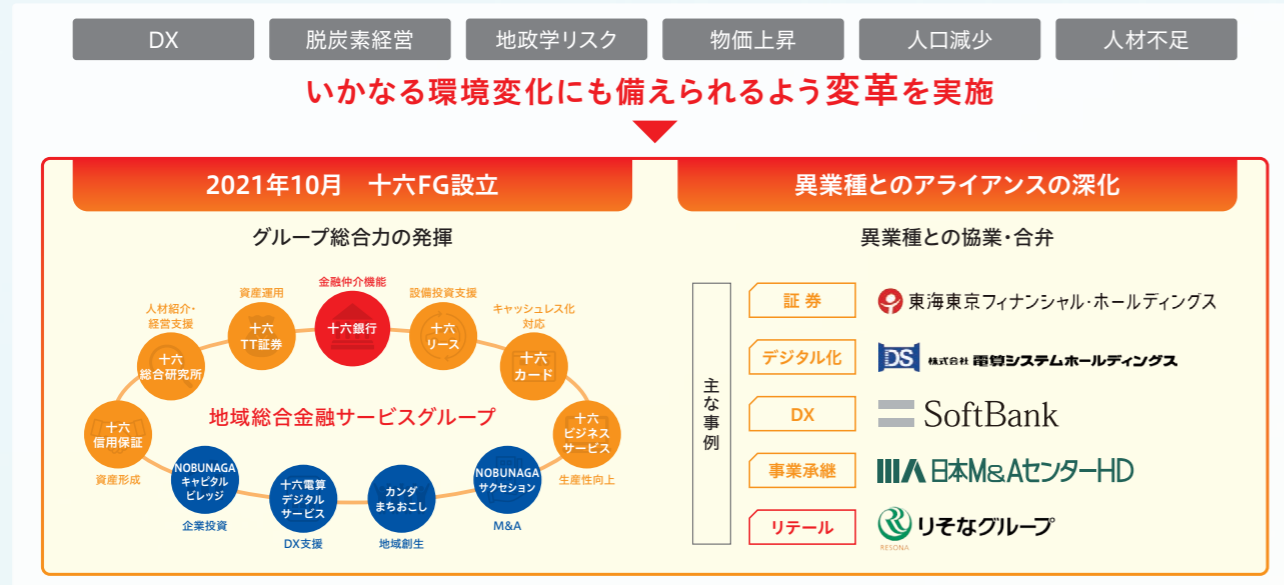 DX
脱炭素経営
地政学リスク
物価上昇
人口減少
人材不足
いかなる環境変化にも備えられるよう変革を実施
2021年10月 十六FG設立
グループ総合力の発揮
金融仲介機能
十六銀行
設備投資支援
十六
リース
キャッシュレス化
対応
十六
カード
十六
ビジネス
サービス
生産性向上
NOBUNAGA
サクセション
M&A
カンダ
まちおこし
地域創生
十六電算
デジタル
サービス
DX支援
NOBUNAGA
キャピタル
ビレッジ
企業投資
十六
信用保証
資産形成
人材紹介・
経営支援
十六
総合研究所
資産運用
十六
TT証券
地域総合金融サービスグループ
異業種とのアライアンスの深化
異業種との協業・合弁
主な事例
証券
東海東京フィナンシャル・ホールディングス
デジタル化
DS 株式会社 電算システムホールディングス
DX
SoftBank
事業承継
日本M&AセンターHD
リテール
りそなグループ
RESONA